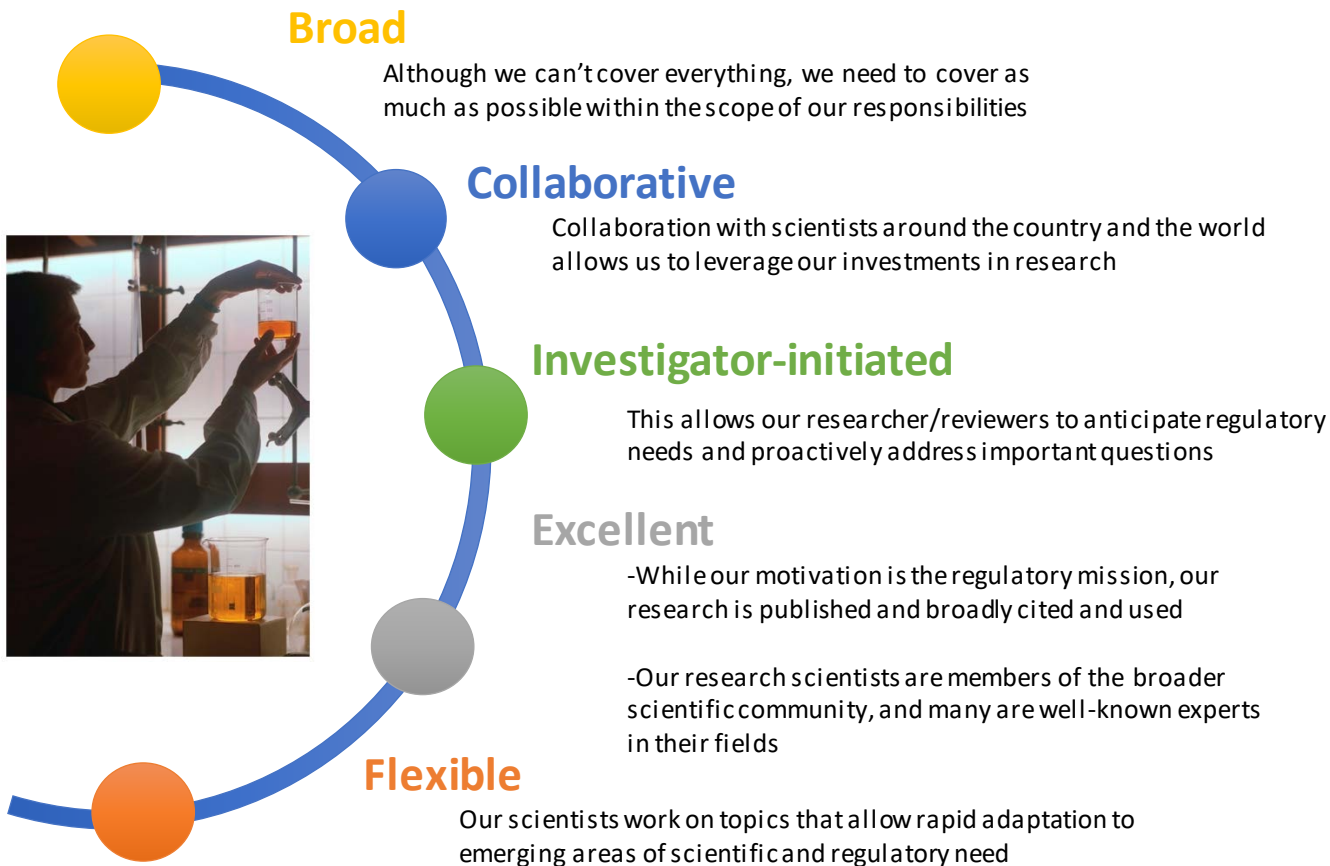 Broad
Although we can't cover everything, we need to cover as
much as possible within the scope of our responsibilities
Collaborative
Collaboration with scientists around the country and the world
allows us to leverage our investments in research
Investigator-initiated
This allows our researcher/reviewers to anticipate regulatory
needs and proactively address important questions
Excellent
-While our motivation is the regulatory mission, our
research is published and broadly cited and used
-Our research scientists are members of the broader
scientific community, and many are well-known experts
in their fields
Flexible
Our scientists work on topics that allow rapid adaptation to
emerging areas of scientific and regulatory need